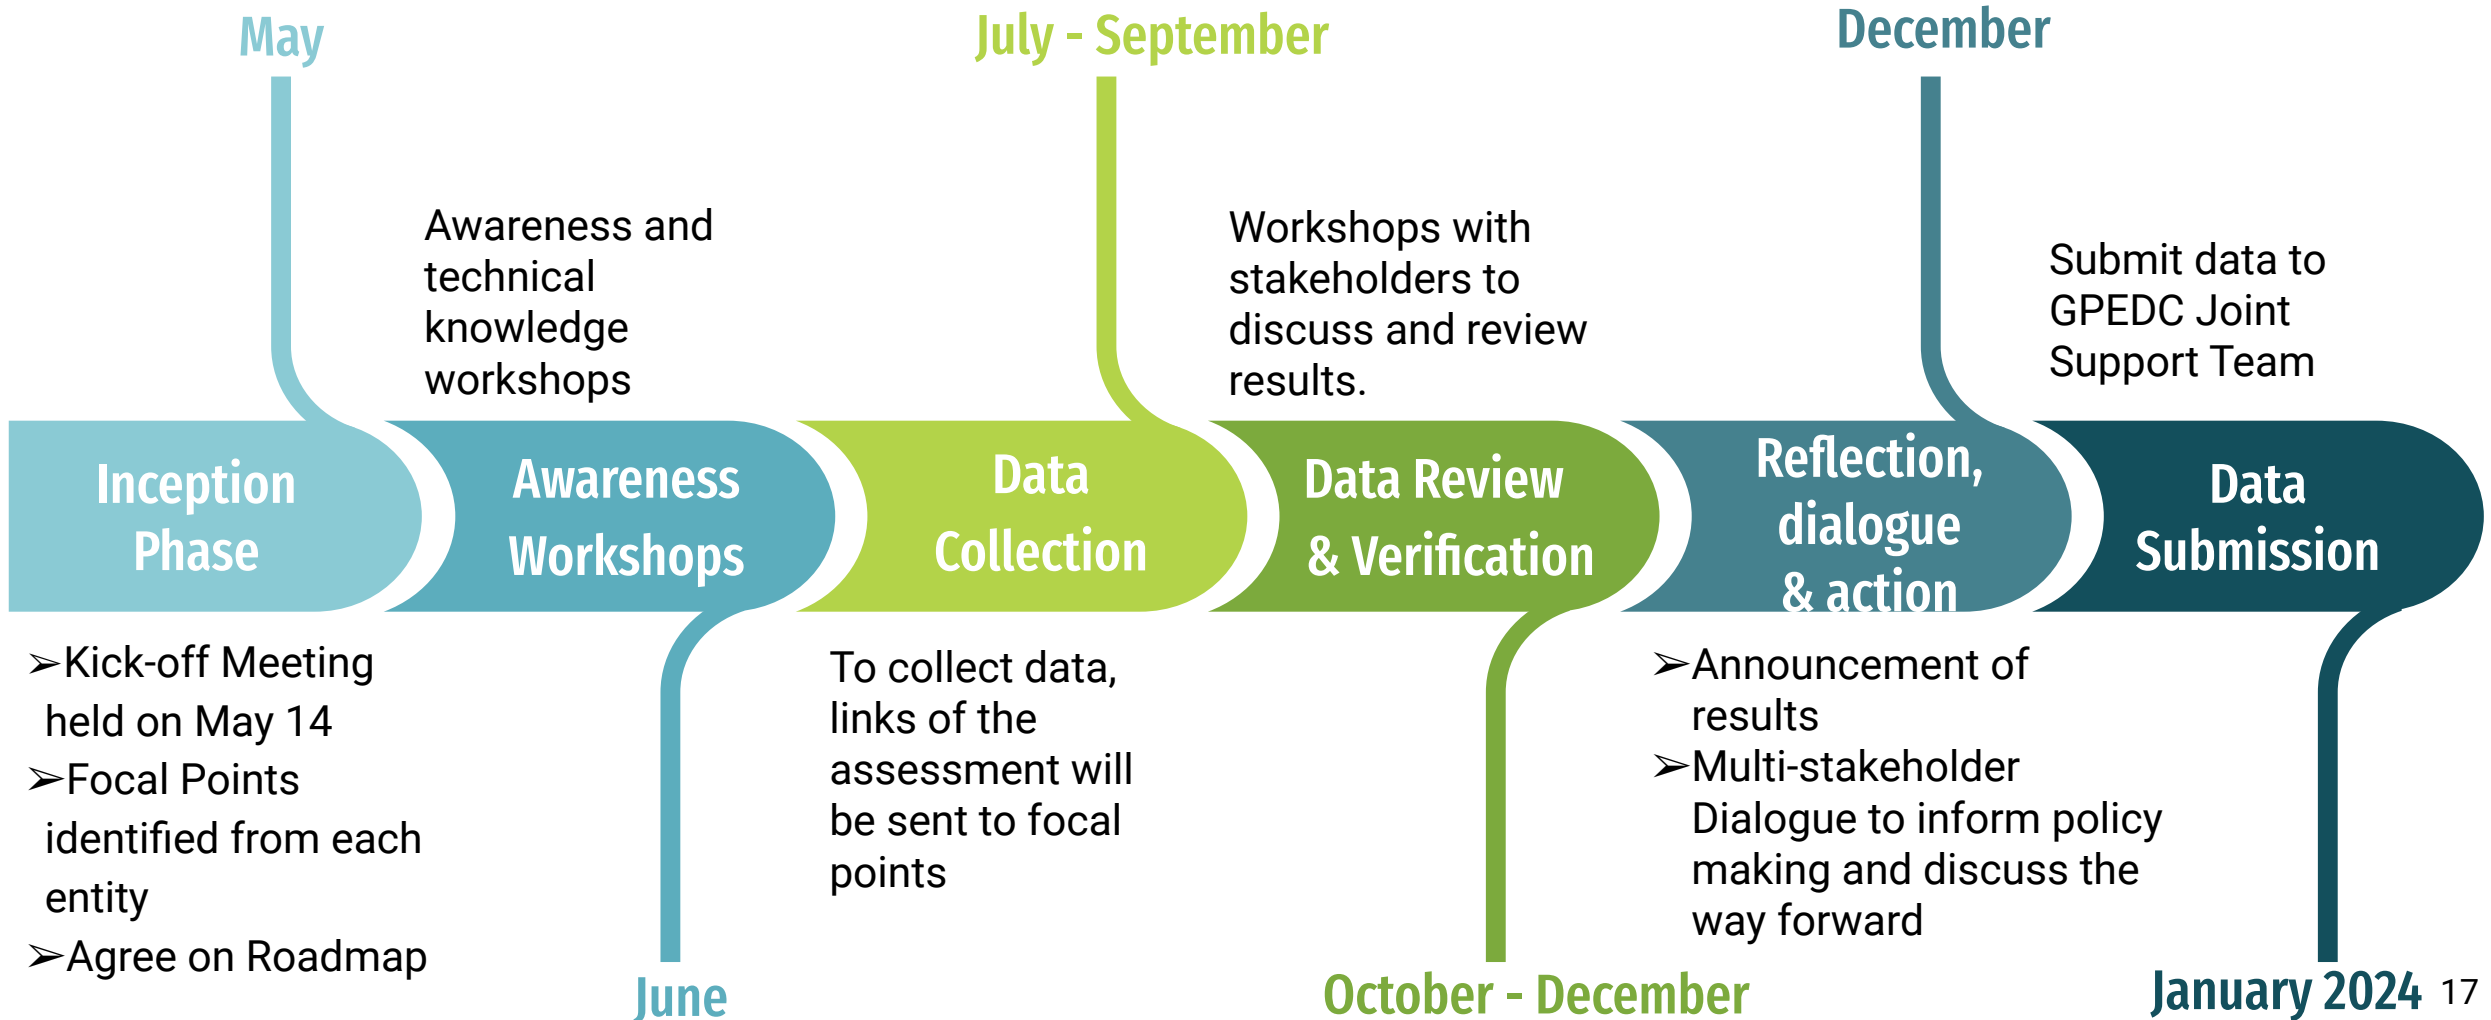 May
July - September
December
Awareness and
technical
knowledge
workshops
Workshops with
stakeholders to
discuss and review
results.
Submit data to
GPEDC Joint
Support Team
Inception
Phase
Awareness
Workshops
Data
Collection
Data Review
& Verification
Reflection,
dialogue
& action
Data
Submission
➢Kick-off Meeting
held on May 14
➢Focal Points
identified from each
entity
➢Agree on Roadmap
To collect data,
links of the
assessment will
be sent to focal
points
➢Announcement of
results
➢Multi-stakeholder
Dialogue to inform policy
making and discuss the
way forward
June
October - December
January 2024
17